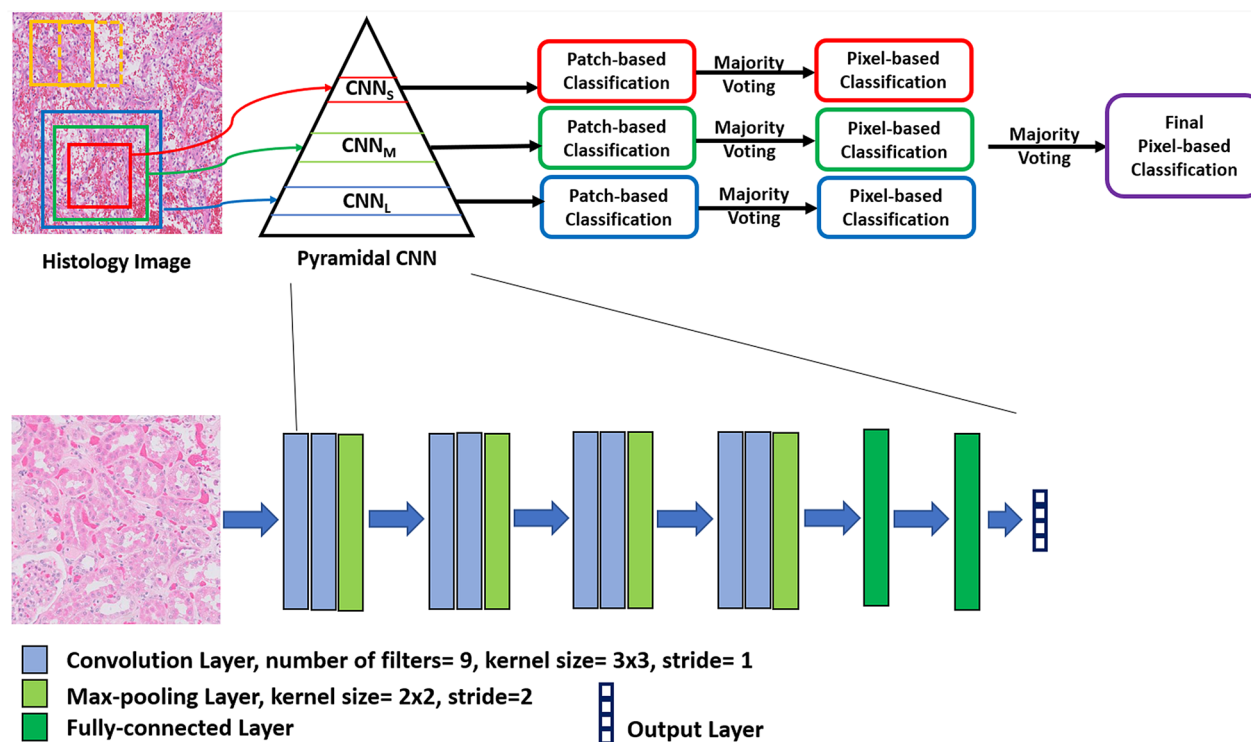 CNNS
CNNM
CNNL
Histology Image
Pyramidal CNN
Patch-based
Classification
Majority
Voting
Pixel-based
Classification
Patch-based
Classification
Majority
Voting
Pixel-based
Classification
Patch-based
Classification
Majority
Voting
Pixel-based
Classification
Majority
Voting
Final
Pixel-based
Classification
Convolution Layer, number of filters= 9, kernel size= 3x3, stride= 1
Max-pooling Layer, kernel size= 2x2, stride=2
Fully-connected Layer
Output Layer